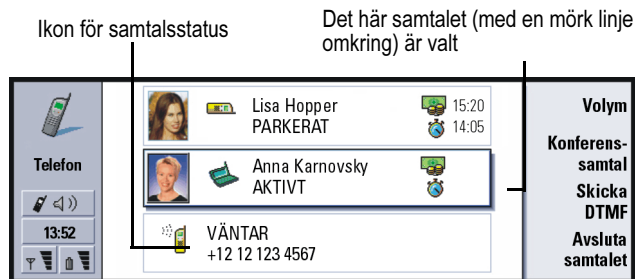 Ikon för samtalsstatus
Det här samtalet (med en mörk linje
omkring) är valt
Telefon
13:52
Lisa Hopper
PARKERAT
15:20
14:05
Anna Karnovsky
AKTIVT
VÄNTAR
+12 12 123 4567
Volym
Konferens-
samtal
Skicka
DTMF
Avsluta
samtalet